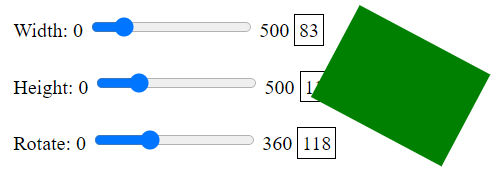 Width: 0 500 83
Height: 0 500
Rotate: 0 360 118